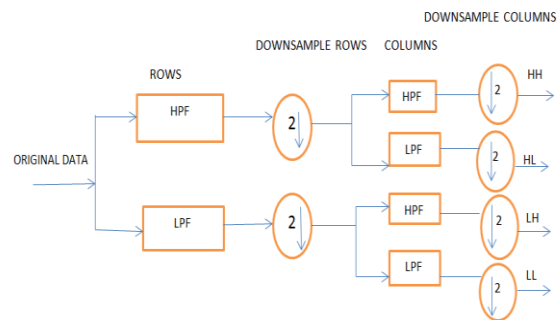 DOWNSAMPLE COLUMNS
DOWNSAMPLE ROWS COLUMNS
ROWS
HH
HPF
HPF
2
2
ORIGINAL DATA
LPF
2
HL
LPF
2
HPF
2
LH
LPF
2
LL